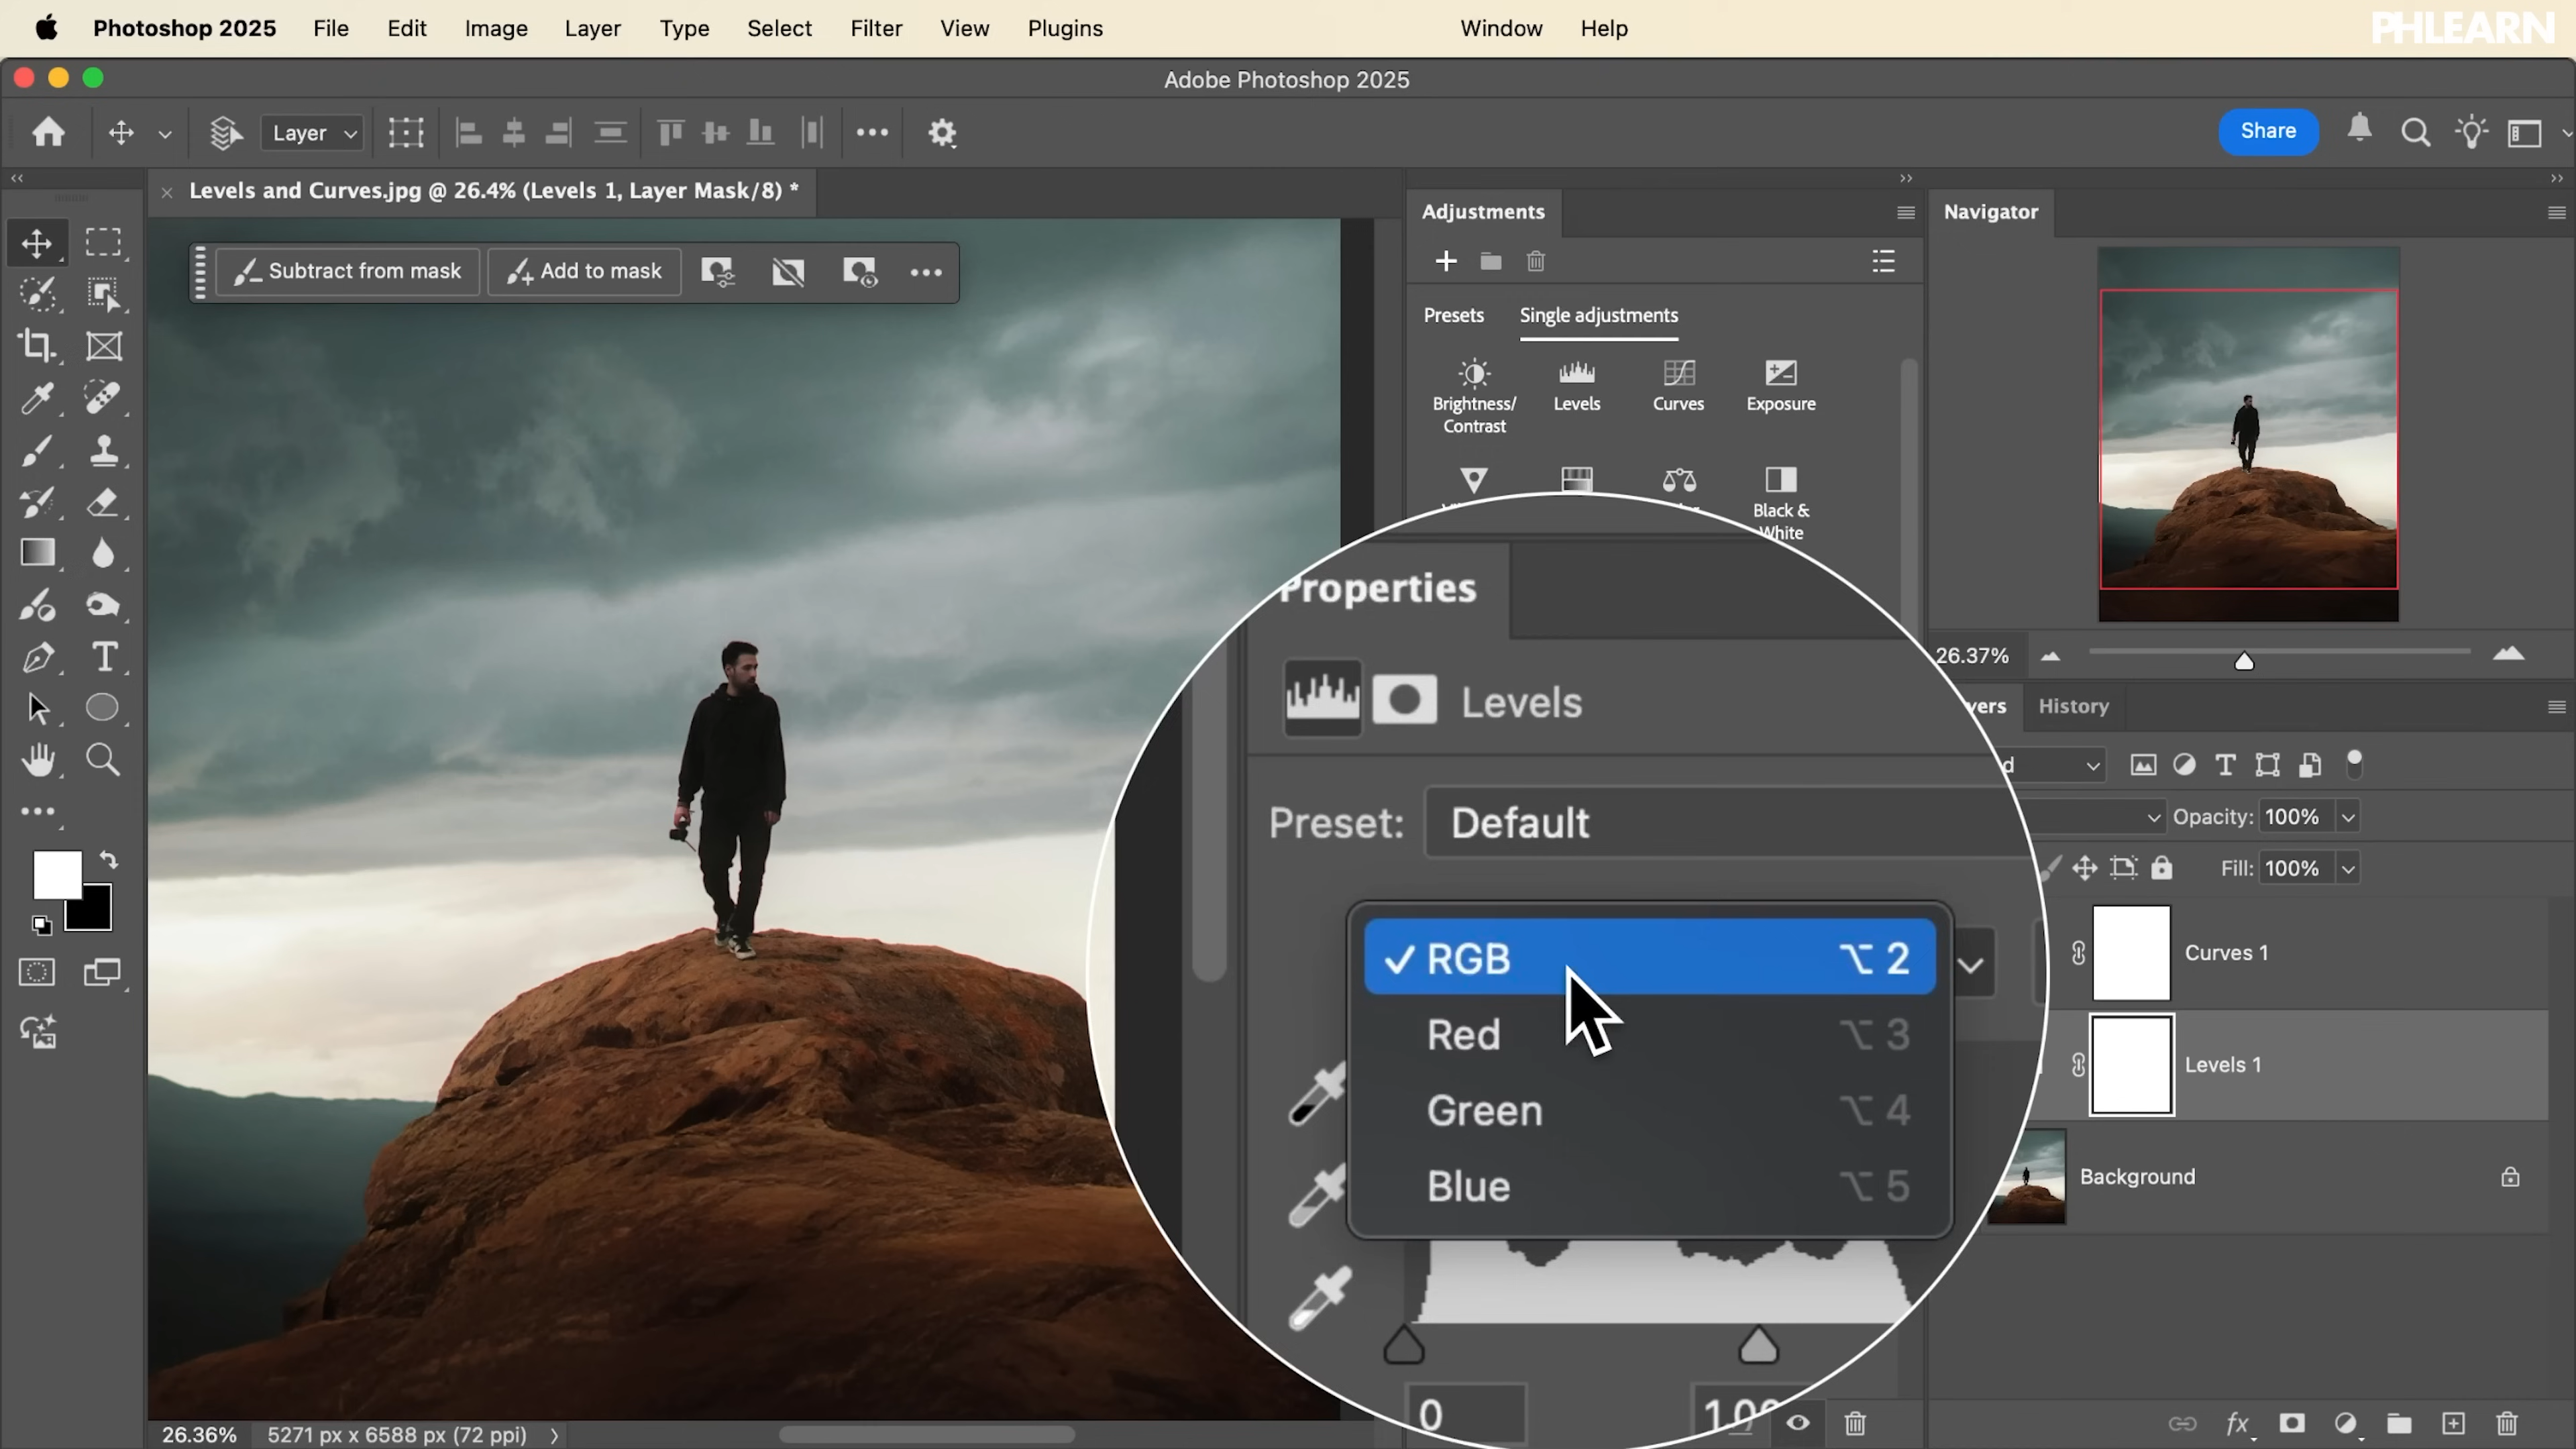 Photoshop 2025 File Edit Image Layer Type Select Filter View Plugins Window Help
PHLEARN
Adobe Photoshop 2025
Layer
Share
Levels and Curves.jpg @ 26.4% (Levels 1, Layer Mask/8) *
Subtract from mask Add to mask
Adjustments
Presets Single adjustments
Brightness/
Contrast
Levels
Curves
Exposure
Black &
White
Navigator
26.37%
History
Opacity: 100%
Fill: 100%
Curves 1
Levels 1
Background
Properties
Levels
Preset: Default
✓ RGB ⌥ 2
Red ⌥ 3
Green ⌥ 4
Blue ⌥ 5
0
26.36% 5271 px x 6588 px (72 ppi)
fx